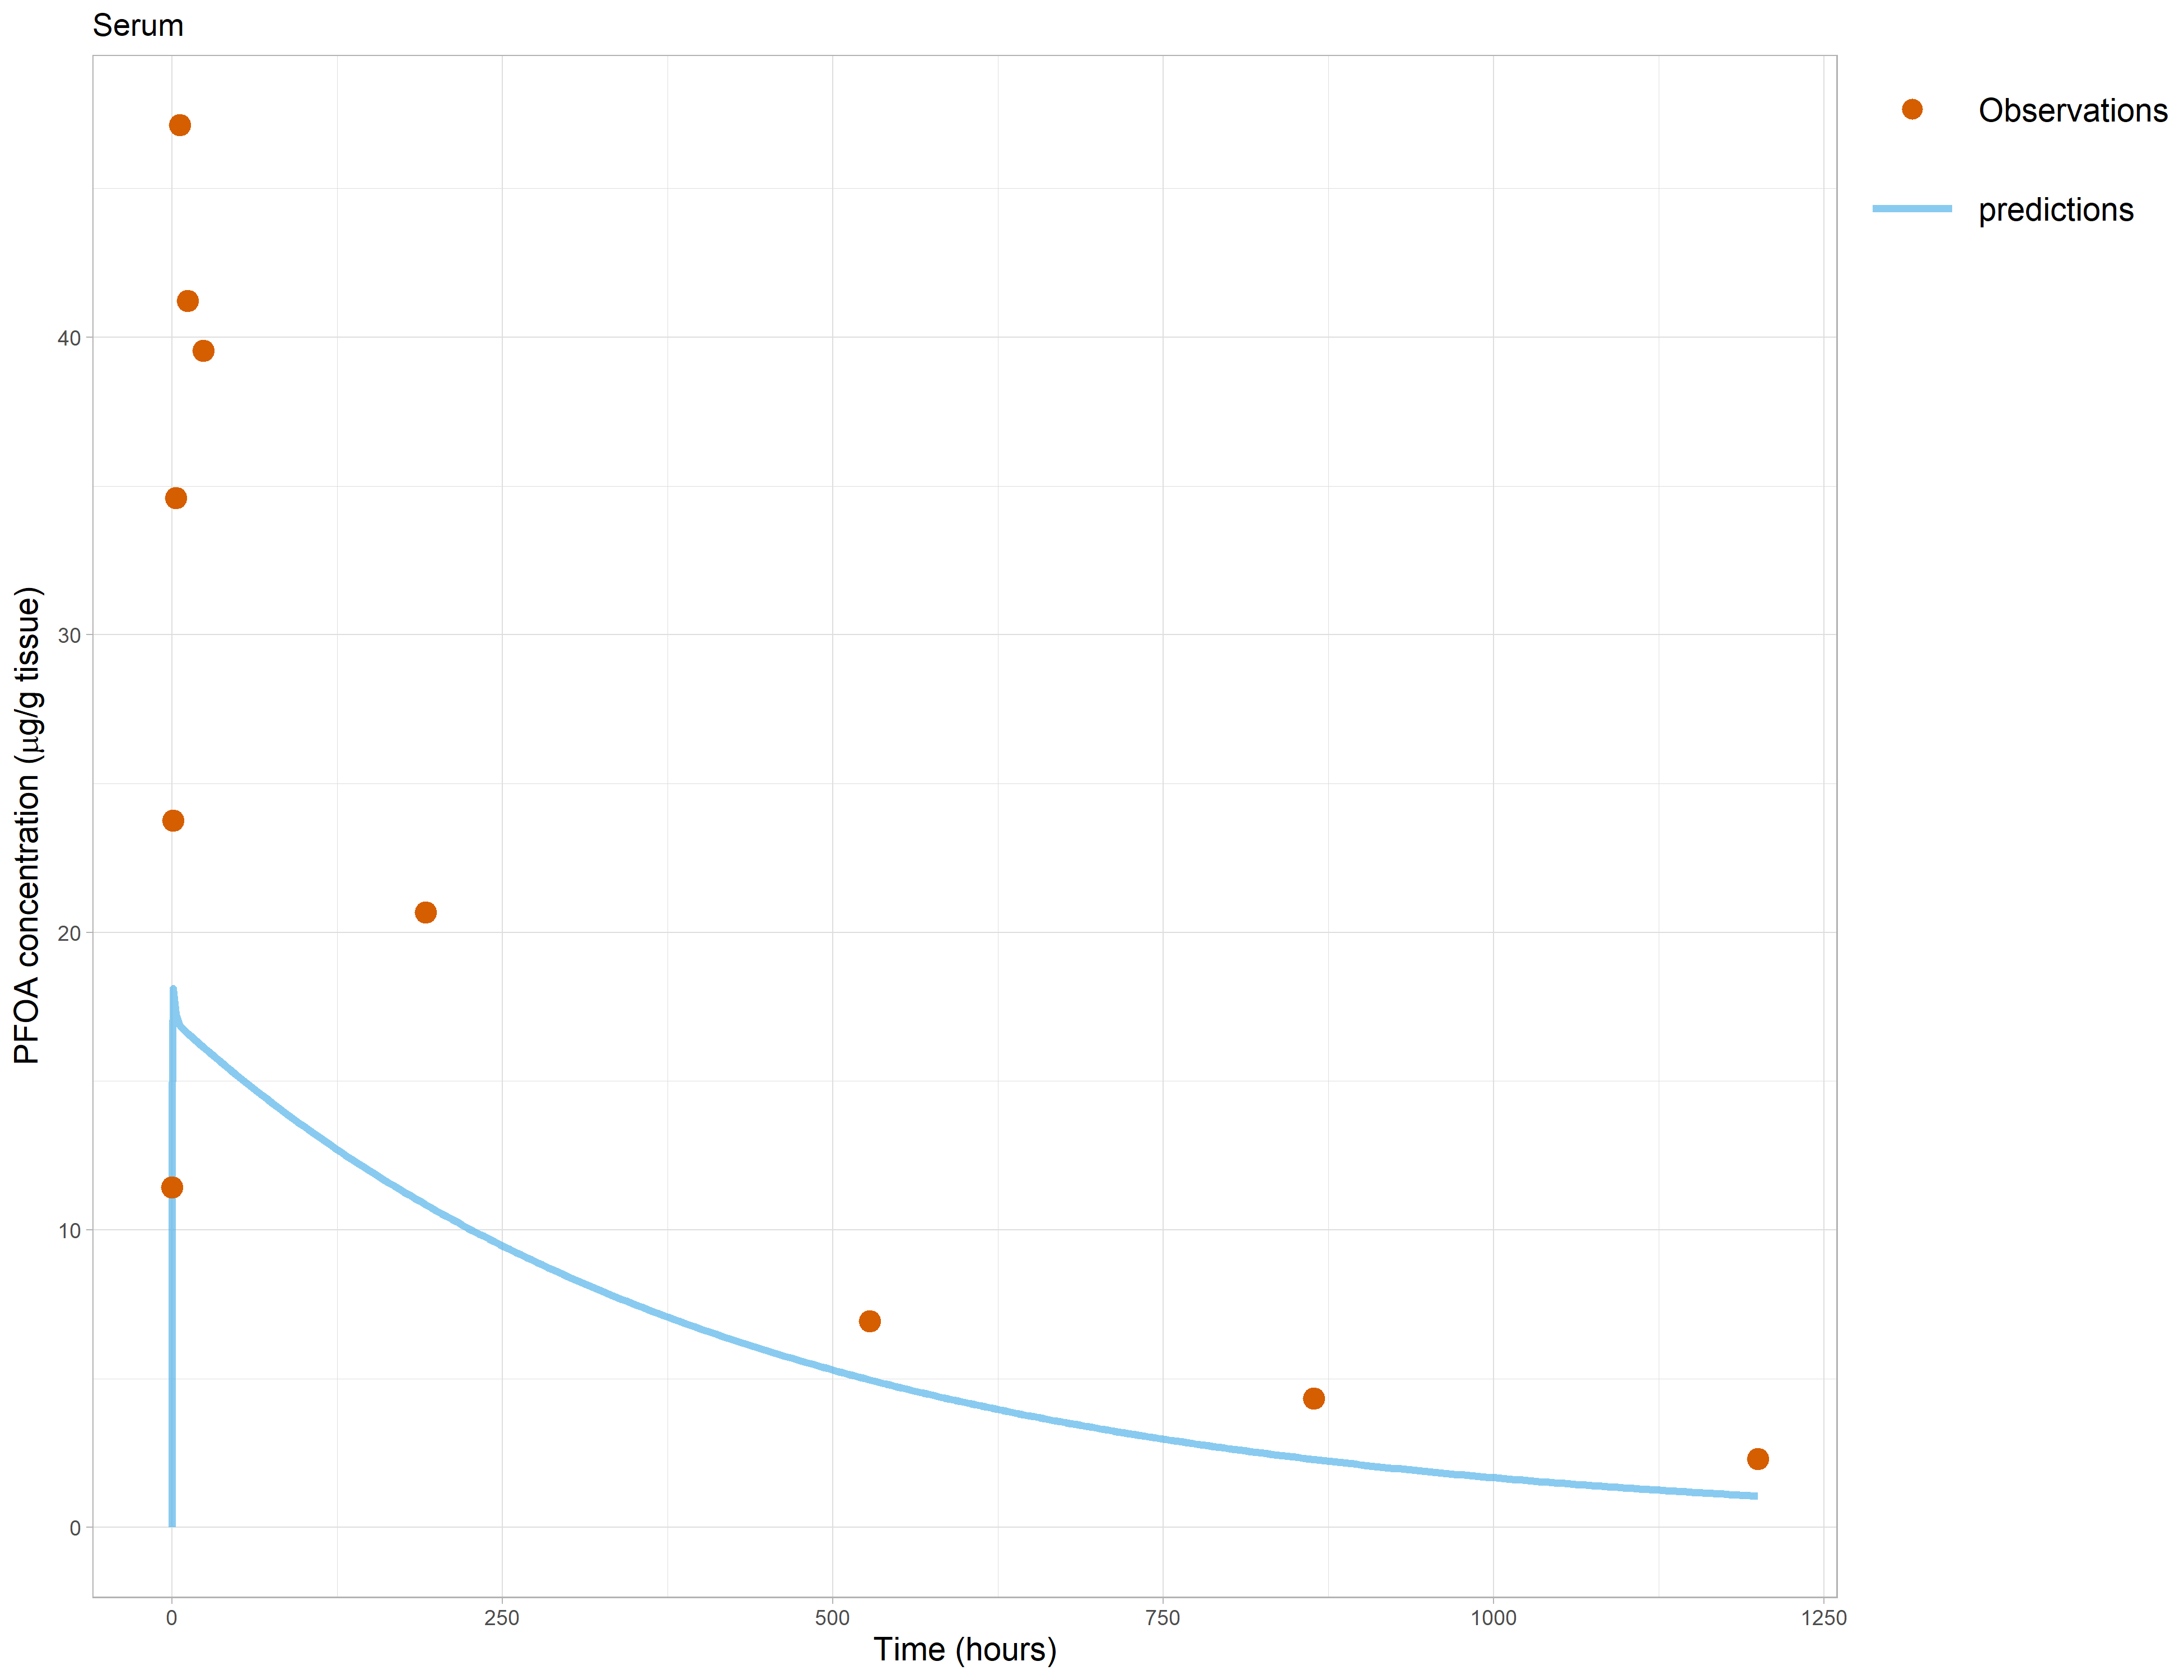 Serum
Observations
predictions
PFOA concentration (μg/g tissue)
40
30
20
10
0
0 250 500 750 1000 1250
Time (hours)